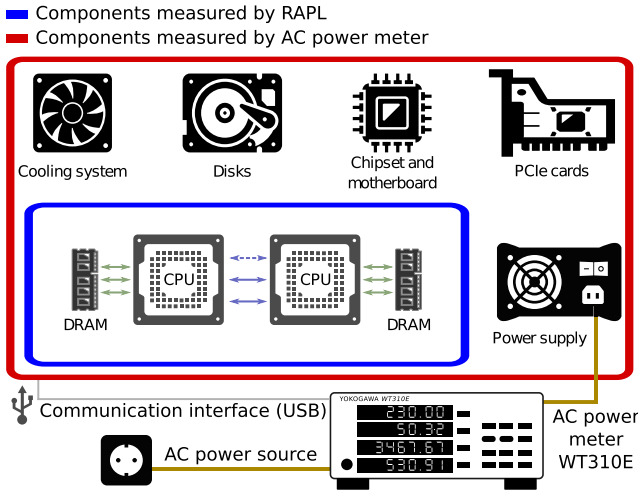 Components measured by RAPL
Components measured by AC power meter
Cooling system
Disks
Chipset and
motherboard
PCIe cards
CPU
CPU
DRAM
DRAM
Power supply
Communication interface (USB)
YOKOGAWA WT310E
230.00
50.32
3467.67
530.91
AC power
meter
WT310E
AC power source